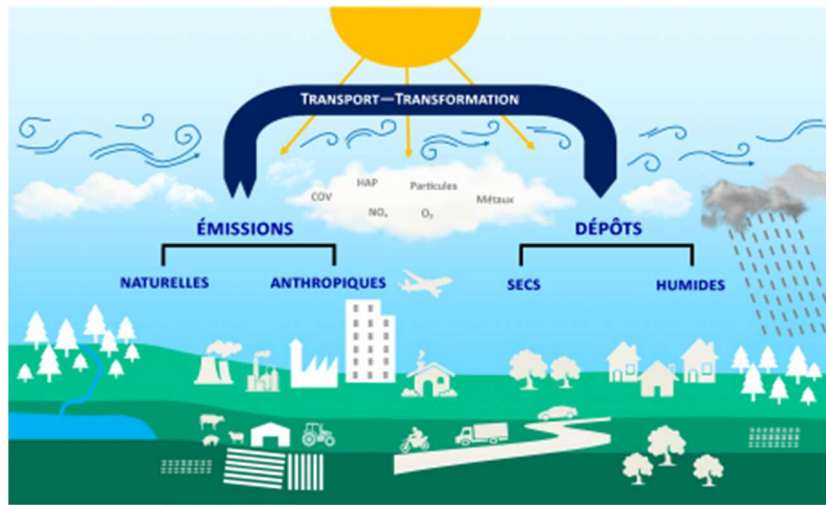 TRANSPORT—TRANSFORMATION
HAP
Particules
COV
Métaux
NOₓ
O₃
ÉMISSIONS
DÉPÔTS
NATURELLES
ANTHROPIQUES
SECS
HUMIDES